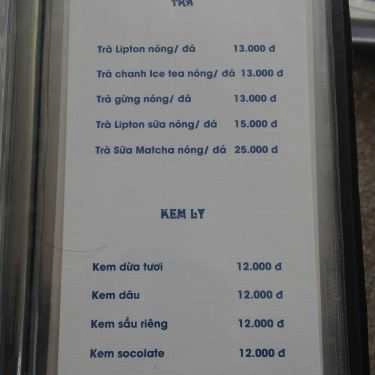 TRÀ
Trà Lipton nóng/ đá 13.000 đ
Trà chanh Ice tea nóng/ đá 13.000 đ
Trà gừng nóng/ đá 13.000 đ
Trà Lipton sữa nóng/ đá 15.000 đ
Trà Sữa Matcha nóng/ đá 25.000 đ
KEM LY
Kem dừa tươi 12.000 đ
Kem dâu 12.000 đ
Kem sầu riêng 12.000 đ
Kem socolate 12.000 đ